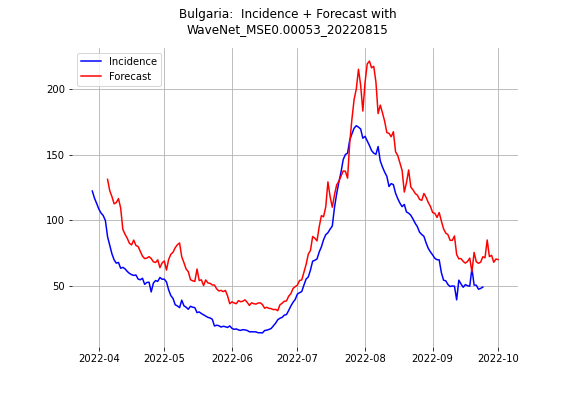 Bulgaria:  Incidence + Forecast with
WaveNet_MSE0.00053_20220815
Incidence
Forecast
200
150
100
50
2022-04
2022-05
2022-06
2022-07
2022-08
2022-09
2022-10